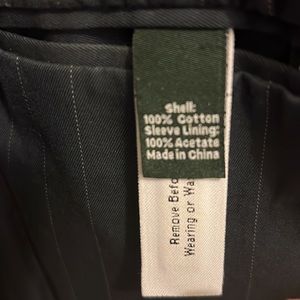 Shell:
100% Cotton
Sleeve Lining:
100% Acetate
Made in China
Remove Befo
Wearing or Wa